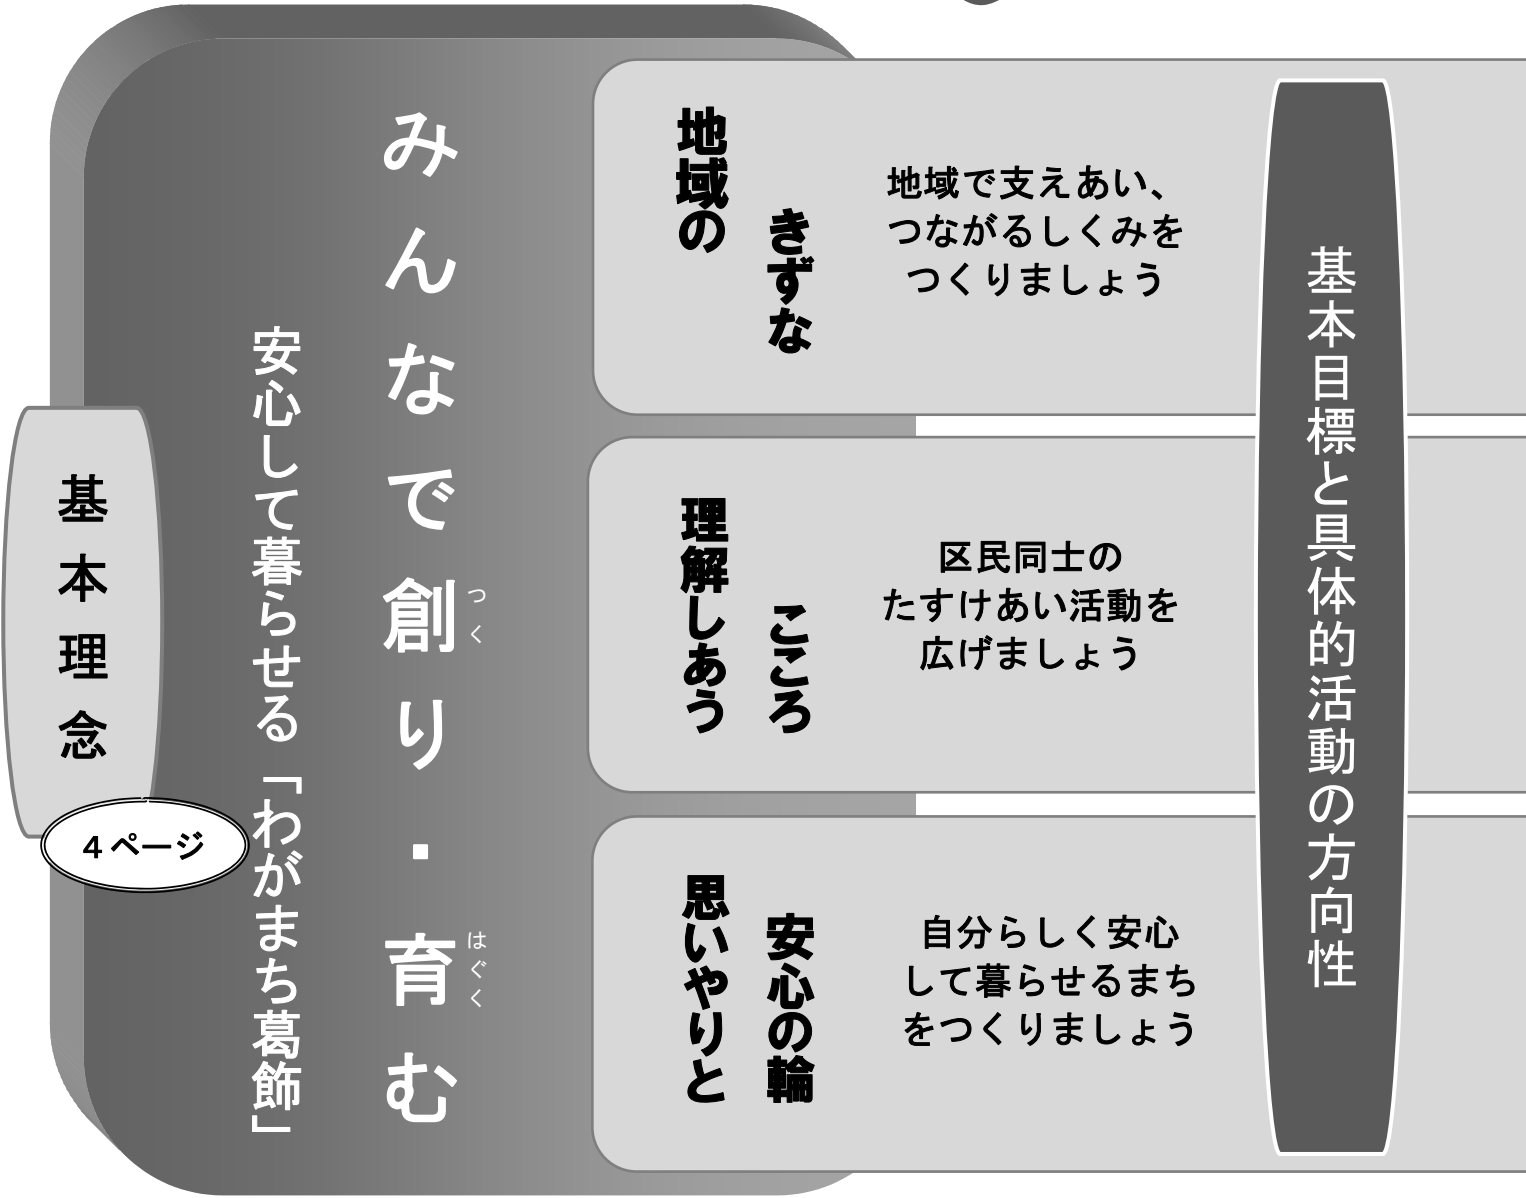 基本理念
4 ページ
みんなで創り・育む
つく
はぐく
安心して暮らせる「わがまち葛飾」
地域の
きずな
地域で支えあい、
つながるしくみを
つくりましょう
理解しあう
こころ
区民同士の
たすけあい活動を
広げましょう
思いやりと
安心の輪
自分らしく安心
して暮らせるまち
をつくりましょう
基本目標と具体的活動の方向性